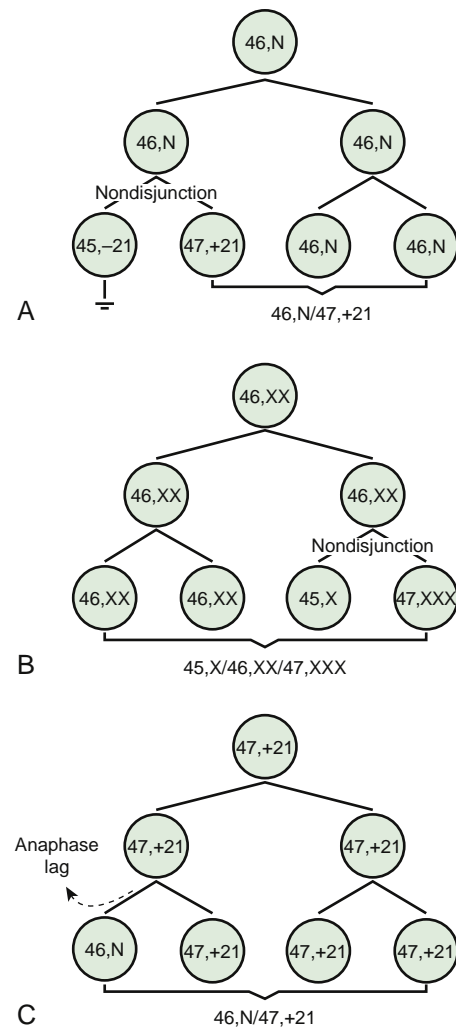 46,N
46,N 46,N
Nondisjunction
45,–21 47,+21 46,N 46,N
A
46,N/47,+21
46,XX
46,XX 46,XX
Nondisjunction
46,XX 46,XX 45,X 47,XXX
B
45,X/46,XX/47,XXX
47,+21
47,+21 47,+21
Anaphase
lag
46,N 47,+21 47,+21 47,+21
C
46,N/47,+21